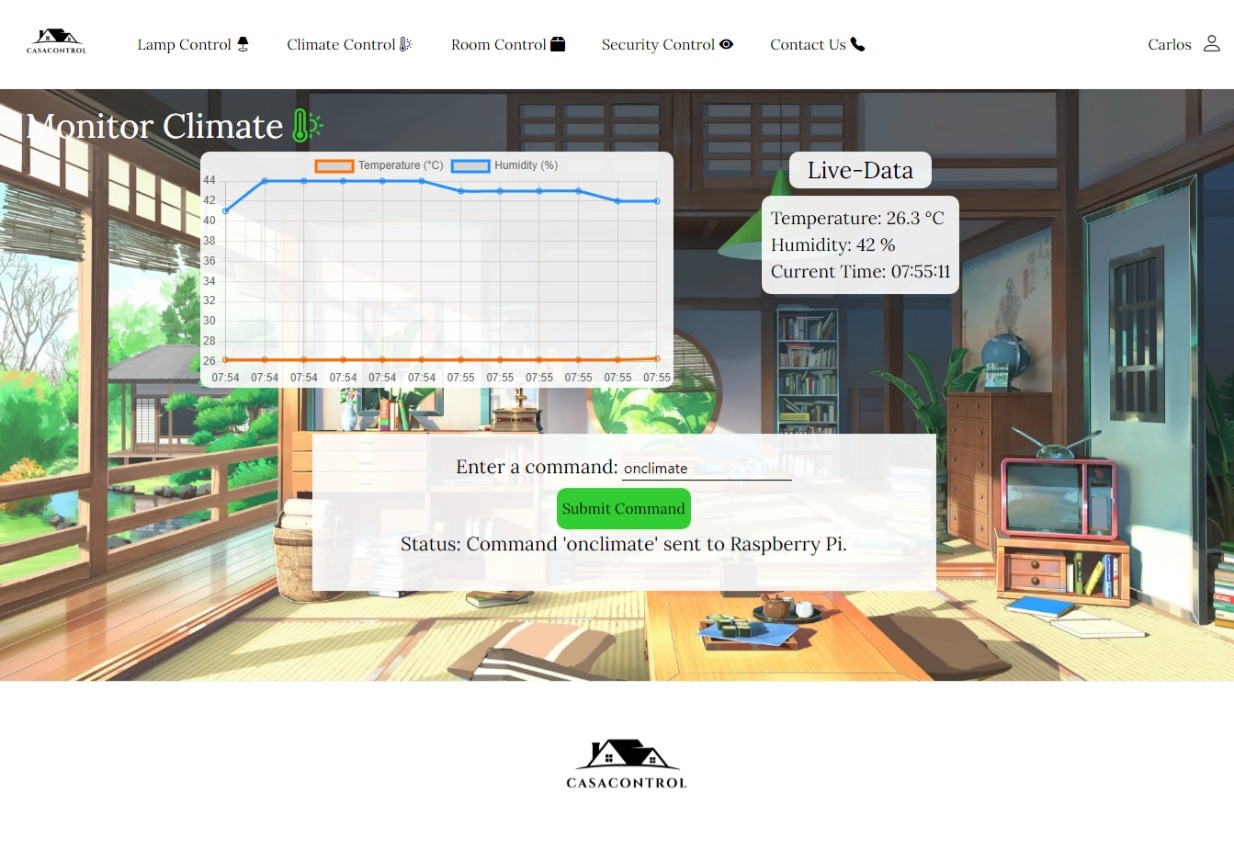 CASACONTROL
Lamp Control
Climate Control
Room Control
Security Control
Contact Us
Carlos
Monitor Climate
Temperature (°C) Humidity (%)
44
42
40
38
36
34
32
30
28
26
07:54 07:54 07:54 07:54 07:54 07:54 07:55 07:55 07:55 07:55 07:55 07:55
Live-Data
Temperature: 26.3 °C
Humidity: 42 %
Current Time: 07:55:11
Enter a command: onclimate
Submit Command
Status: Command 'onclimate' sent to Raspberry Pi.
CASACONTROL